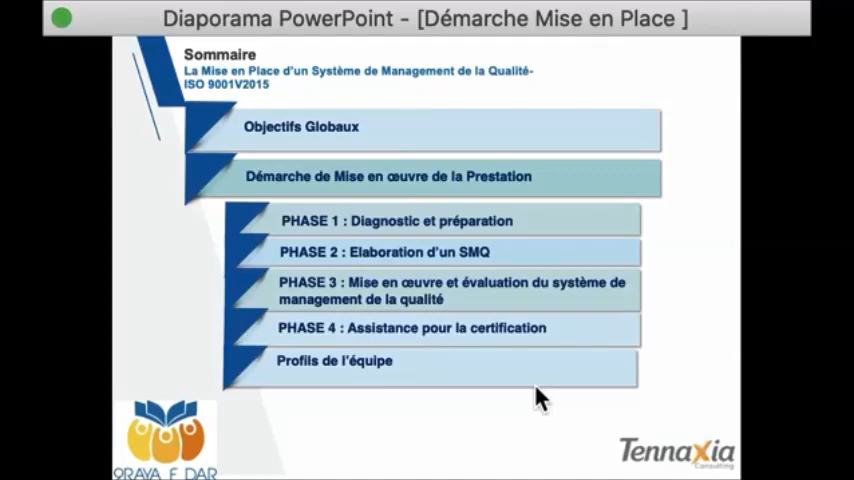 Diaporama PowerPoint - [Démarche Mise en Place ]
Sommaire
La Mise en Place d'un Système de Management de la Qualité-
ISO 9001V2015
Objectifs Globaux
Démarche de Mise en œuvre de la Prestation
PHASE 1 : Diagnostic et préparation
PHASE 2 : Elaboration d'un SMQ
PHASE 3 : Mise en œuvre et évaluation du système de
management de la qualité
PHASE 4 : Assistance pour la certification
Profils de l'équipe
TennaXia
Consulting